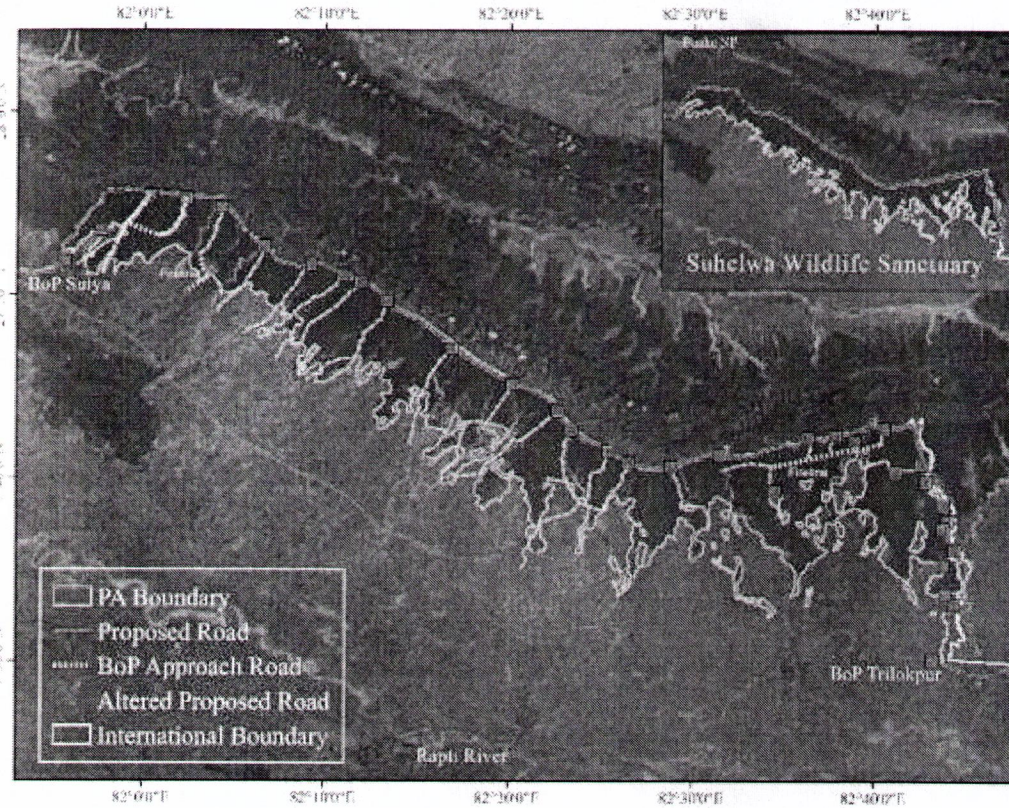 82°0'0"E
82°10'0"E
82°20'0"E
82°30'0"E
82°40'0"E
Suhelwa Wildlife Sanctuary
BoP Suiya
BoP Trilokpur
PA Boundary
Proposed Road
BoP Approach Road
Altered Proposed Road
International Boundary
Rapti River
82°0'0"E
82°10'0"E
82°20'0"E
82°30'0"E
82°40'0"E